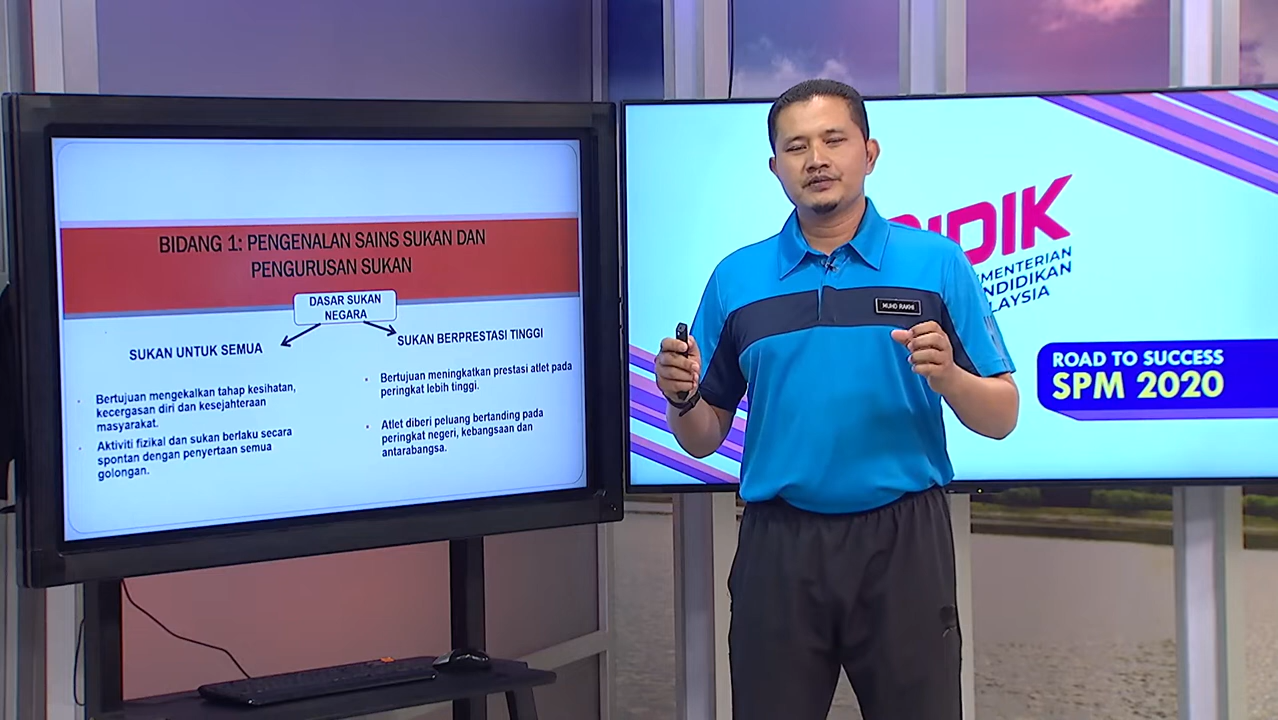 BIDANG 1: PENGENALAN SAINS SUKAN DAN
PENGURUSAN SUKAN
DASAR SUKAN
NEGARA
SUKAN UNTUK SEMUA
Bertujuan mengekalkan tahap kesihatan,
kecergasan diri dan kesejahteraan
masyarakat.
Aktiviti fizikal dan sukan berlaku secara
spontan dengan penyertaan semua
golongan.
SUKAN BERPRESTASI TINGGI
Bertujuan meningkatkan prestasi atlet pada
peringkat lebih tinggi.
Atlet diberi peluang bertanding pada
peringkat negeri, kebangsaan dan
antarabangsa.
MUHD RAKHI
DIDIK
EMENTERIAN
NDIDIKAN
LAYSIA
ROAD TO SUCCESS
SPM 2020